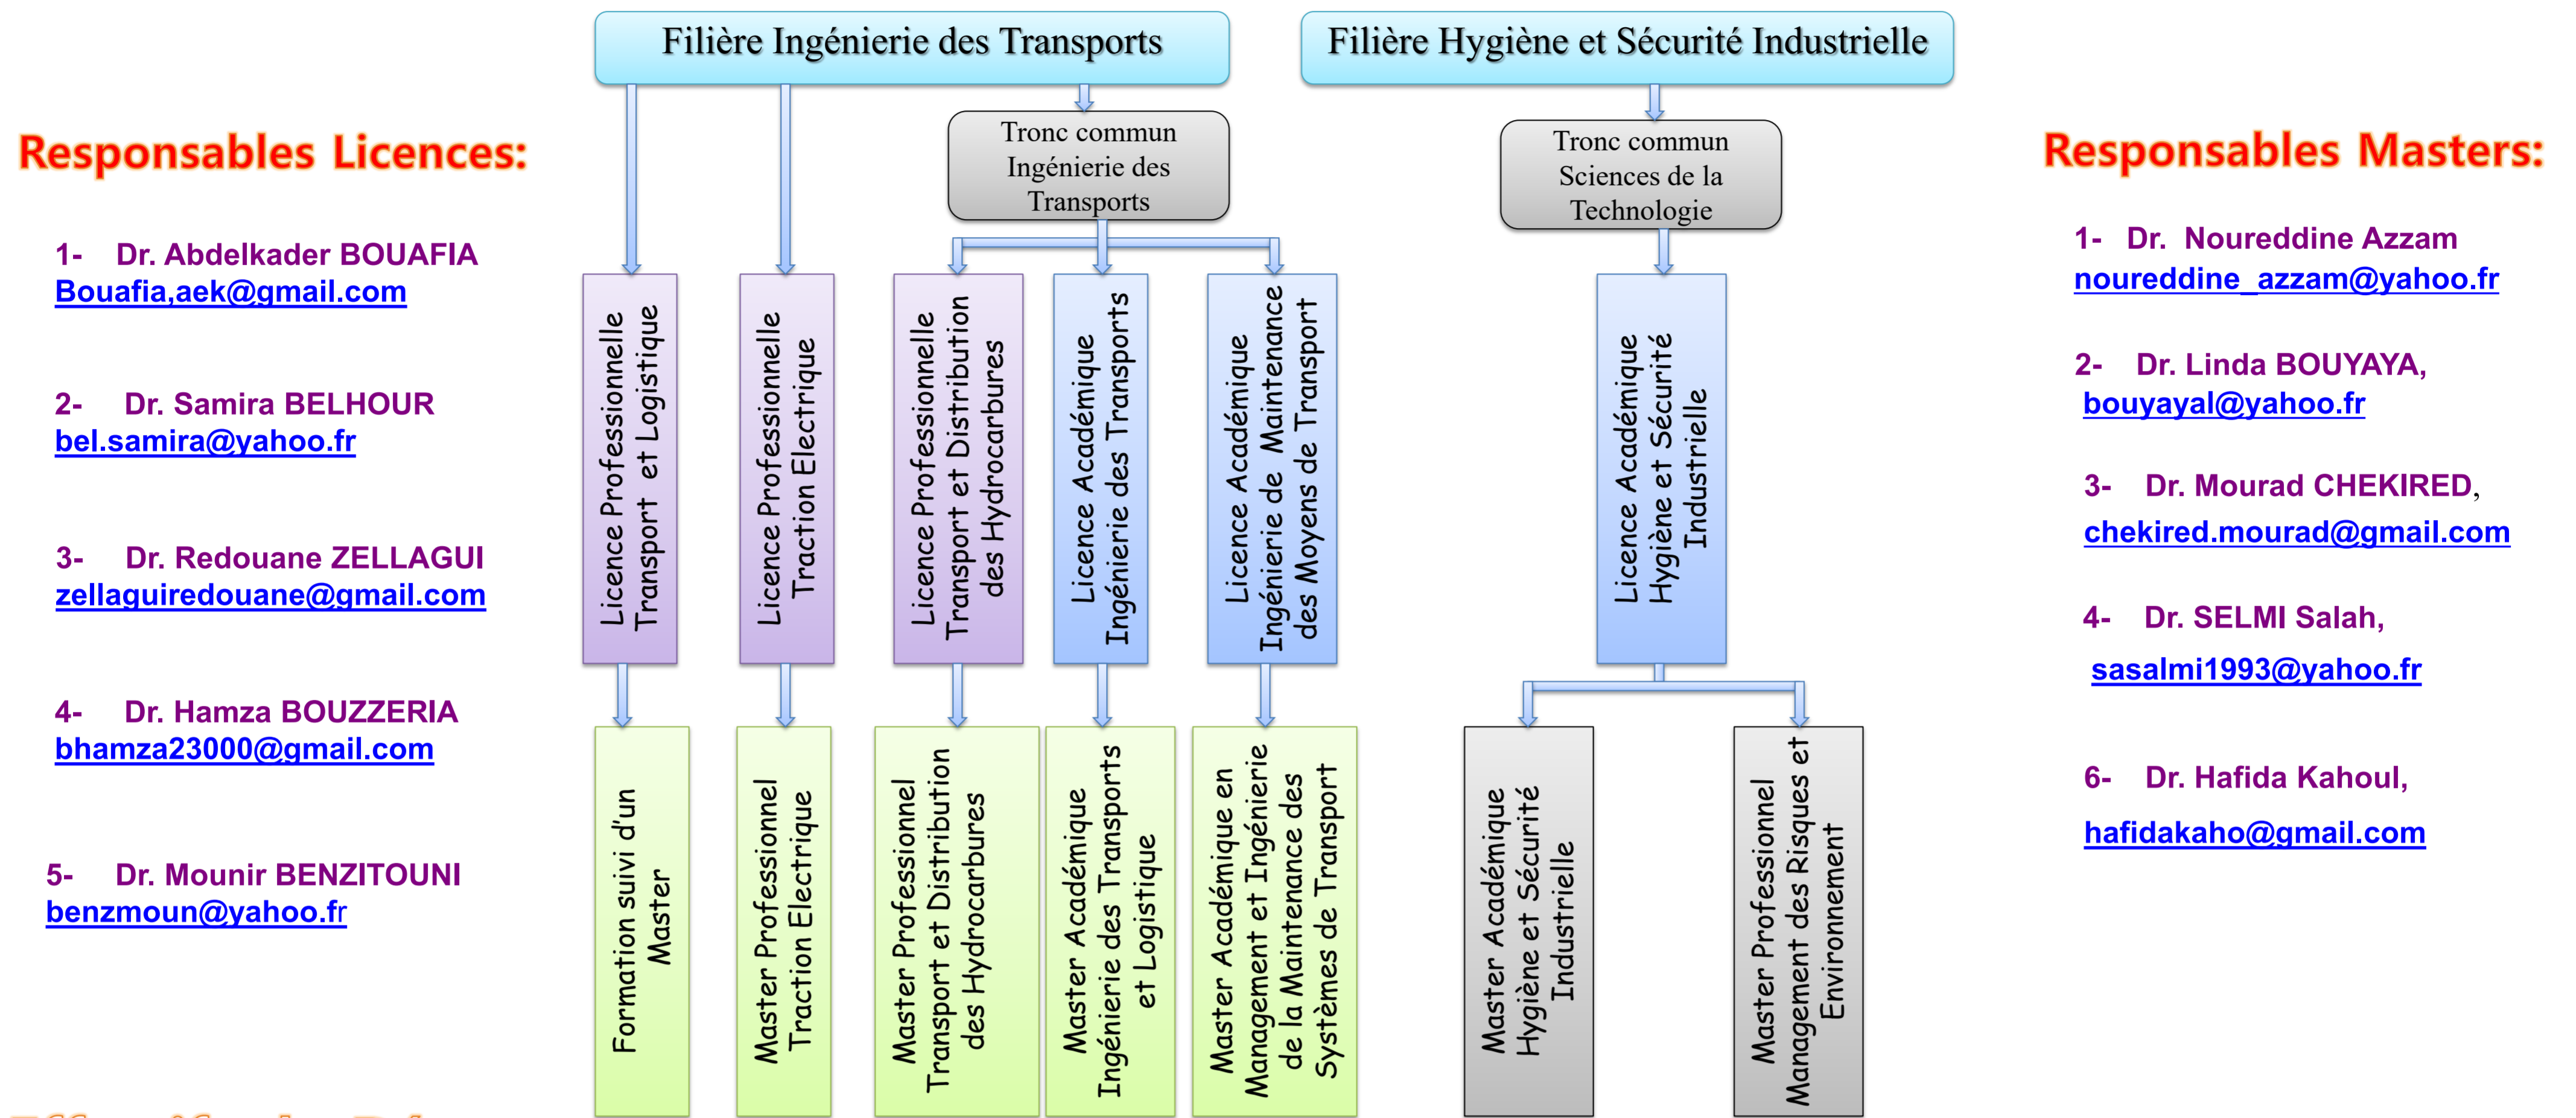 Filière Ingénierie des Transports
Filière Hygiène et Sécurité Industrielle
Tronc commun
Ingénierie des
Transports
Tronc commun
Sciences de la
Technologie
Responsables Licences:
1- Dr. Abdelkader BOUAFIA
Bouafia,aek@gmail.com
2- Dr. Samira BELHOUR
bel.samira@yahoo.fr
3- Dr. Redouane ZELLAGUI
zellaguiredouane@gmail.com
4- Dr. Hamza BOUZZERIA
bhamza23000@gmail.com
5- Dr. Mounir BENZITOUNI
benzmoun@yahoo.fr
Licence Professionnelle
Transport et Logistique
Licence Professionnelle
Traction Electrique
Licence Professionnelle
Transport et Distribution
des Hydrocarbures
Licence Académique
Ingénierie des Transports
Licence Académique
Ingénierie de Maintenance
des Moyens de Transport
Licence Académique
Hygiène et Sécurité
Industrielle
Formation suivi d'un
Master
Master Professionnel
Traction Electrique
Master Professionnel
Transport et Distribution
des Hydrocarbures
Master Académique
Ingénierie des Transports
et Logistique
Master Académique en
Management et Ingénierie
de la Maintenance des
Systèmes de Transport
Master Académique
Hygiène et Sécurité
Industrielle
Master Professionnel
Management des Risques et
Environnement
Responsables Masters:
1- Dr. Noureddine Azzam
noureddine_azzam@yahoo.fr
2- Dr. Linda BOUYAYA,
bouyayal@yahoo.fr
3- Dr. Mourad CHEKIRED,
chekired.mourad@gmail.com
4- Dr. SELMI Salah,
sasalmi1993@yahoo.fr
6- Dr. Hafida Kahoul,
hafidakaho@gmail.com